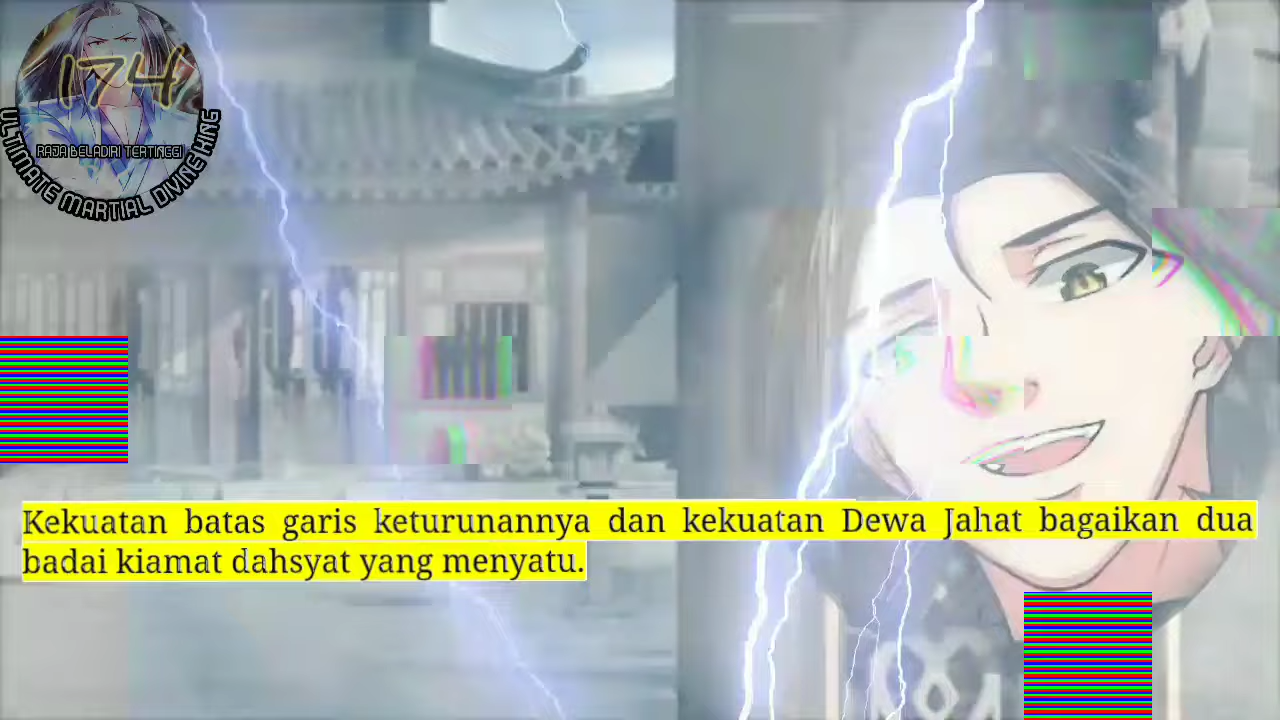 174
RAJA BELADIRI TERTINGGI
ULTIMATE MARTIAL DIVINE KING
Kekuatan batas garis keturunannya dan kekuatan Dewa Jahat bagaikan dua
badai kiamat dahsyat yang menyatu.